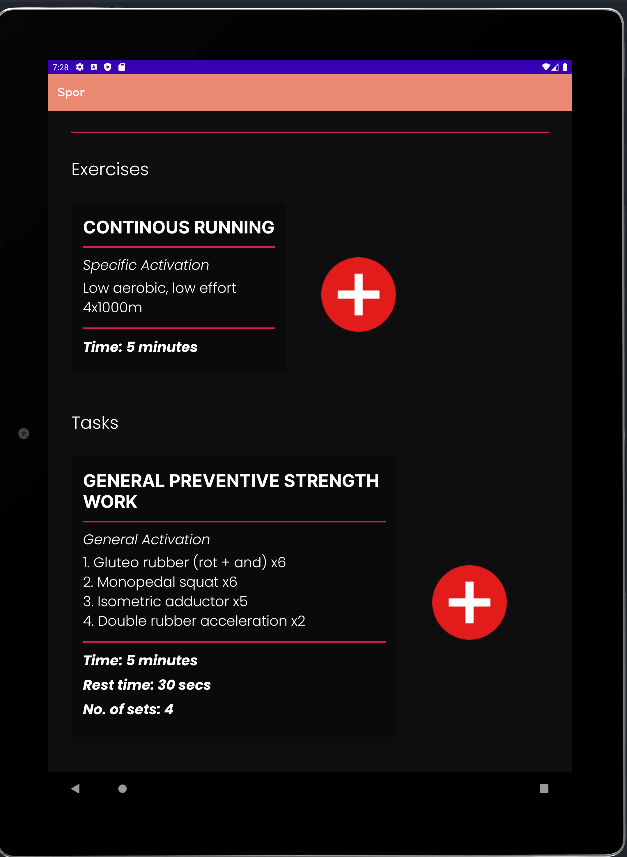 7:28
Spor
Exercises
CONTINOUS RUNNING
Specific Activation
Low aerobic, low effort
4x1000m
Time: 5 minutes
Tasks
GENERAL PREVENTIVE STRENGTH
WORK
General Activation
1. Gluteo rubber (rot + and) x6
2. Monopedal squat x6
3. Isometric adductor x5
4. Double rubber acceleration x2
Time: 5 minutes
Rest time: 30 secs
No. of sets: 4